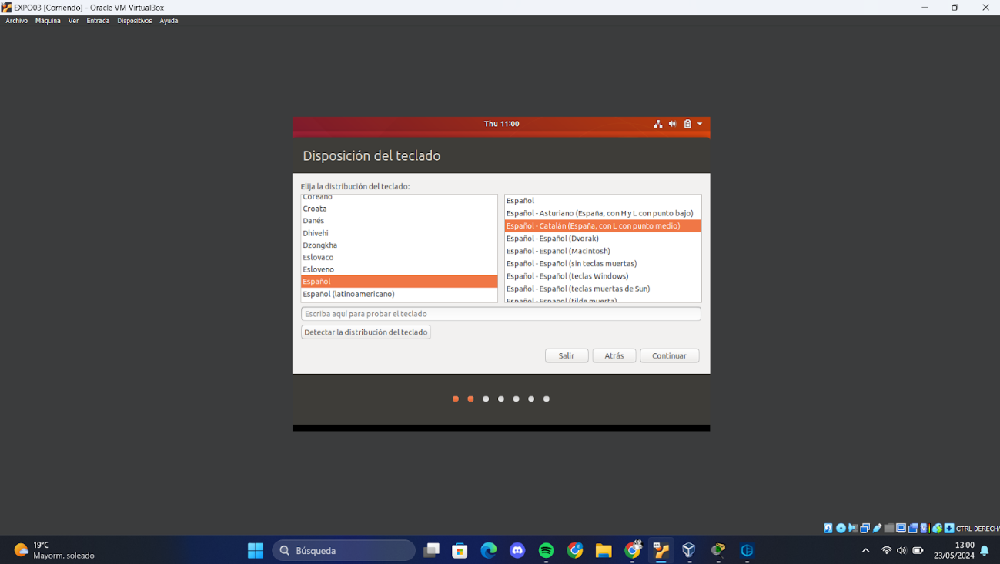 EXPO03 [Corriendo] - Oracle VM VirtualBox
Archivo Máquina Ver Entrada Dispositivos Ayuda
Thu 11:00
Disposición del teclado
Elija la distribución del teclado:
Coreano
Croata
Danés
Dhivehi
Dzongkha
Eslovaco
Esloveno
Español
Español (latinoamericano)
Español
Español - Asturiano (España, con H y L con punto bajo)
Español - Catalán (España, con L con punto medio)
Español - Español (Dvorak)
Español - Español (Macintosh)
Español - Español (sin teclas muertas)
Español - Español (teclas Windows)
Español - Español (teclas muertas de Sun)
Español - Español (tilde muerta)
Escriba aquí para probar el teclado
Detectar la distribución del teclado
Salir Atrás Continuar
CTRL DERECHA
19°C
Mayorm. soleado
Búsqueda
13:00
23/05/2024